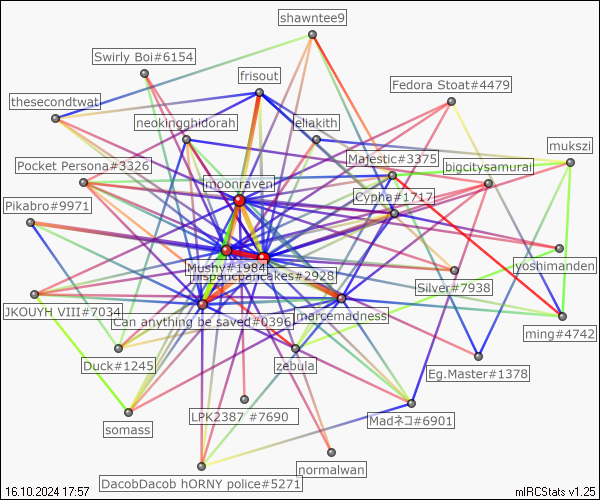 shawntee9
Swirly Boi#6154
frisout
Fedora Stoat#4479
thesecondtwat
neokingghidorah
eliakith
mukszi
Majestic#3375
Pocket Persona#3326
bigcitysamurai
moonraven
Cypha#1717
Pikabro#9971
yoshimanden
Mushy#1984
mispancpancakes#2928
Silver#7938
JKOUYH VIII#7034
Can anything be saved#0396
marcemadness
ming#4742
Duck#1245
zebula
Eg.Master#1378
LPK2387 #7690
Madネコ#6901
somass
normalwan
DacobDacob hORNY police#5271
16.10.2024 17:57
mIRCStats v1.25